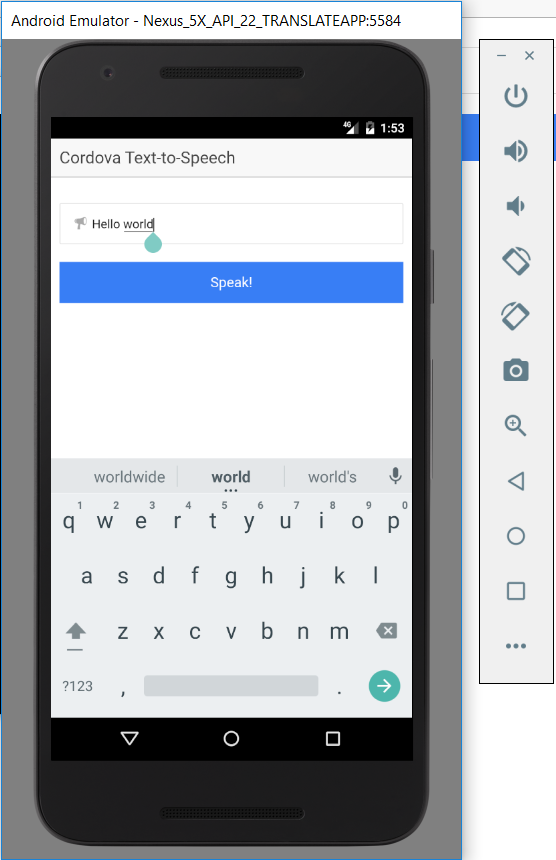 Android Emulator - Nexus_5X_API_22_TRANSLATEAPP:5584
4G 1:53
Cordova Text-to-Speech
Hello world
Speak!
worldwide world world's
1 2 3 4 5 6 7 8 9 0
q w e r t y u i o p
a s d f g h j k l
z x c v b n m
?123 , .